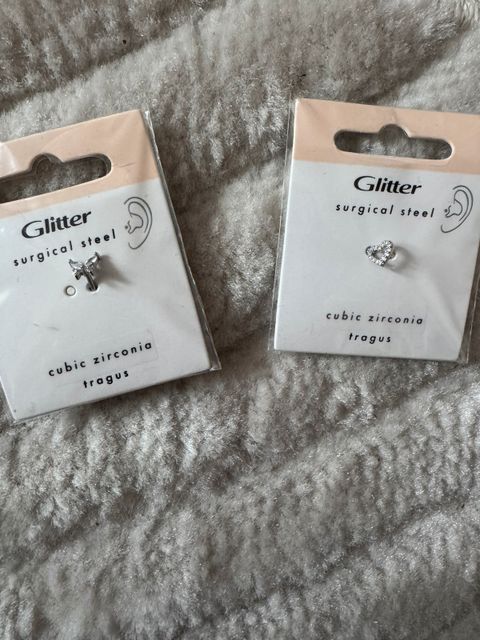 Glitter
surgical steel
cubic zirconia
tragus
Glitter
surgical steel
cubic zirconia
tragus